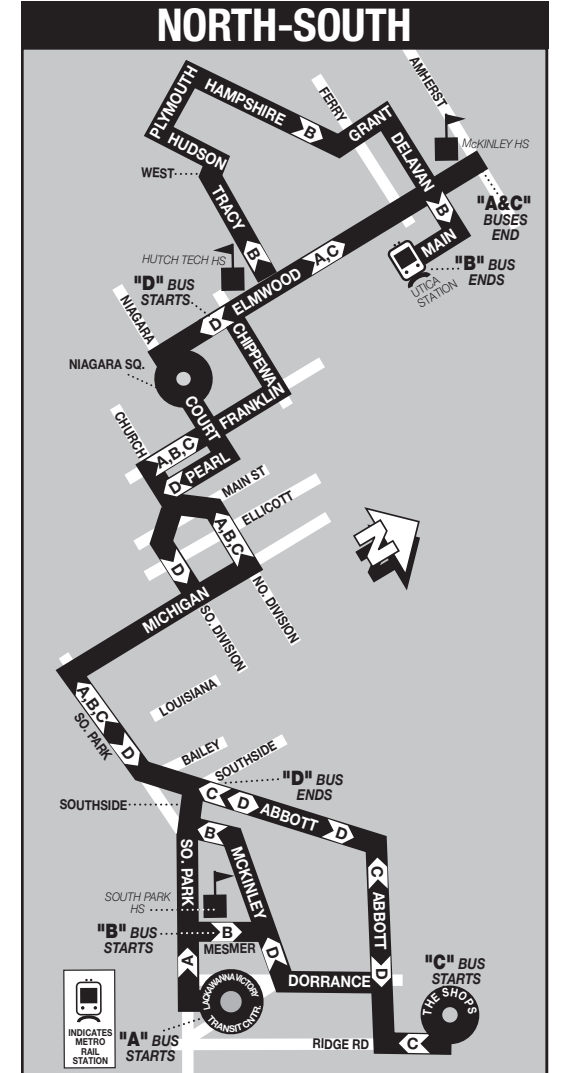 NORTH-SOUTH
AMHERST
PLYMOUTH
HAMPSHIRE
B
FERRY
GRANT
DELAVAN
McKINLEY HS
HUDSON
WEST
TRACY
B
B
"A&C"
BUSES
END
MAIN
"B" BUS
ENDS
UTICA
STATION
HUTCH TECH HS
"D" BUS
STARTS
ELMWOOD
A,C
D
NIAGARA
CHIPPEWA
NIAGARA SQ.
COURT
FRANKLIN
CHURCH
A,B,C
D
PEARL
MAIN ST
ELLICOTT
A,B,C
D
N
MICHIGAN
SO. DIVISION
NO. DIVISION
A,B,C
D
SO. PARK
LOUISIANA
BAILEY
SOUTHSIDE
"D" BUS
ENDS
SOUTHSIDE
C
D
ABBOTT
D
B
SO. PARK
MCKINLEY
C
ABBOTT
D
SOUTH PARK
HS
"B" BUS
STARTS
B
MESMER
A
D
DORRANCE
"C" BUS
STARTS
THE SHOPS
LACKAWANNA VICTORY
TRANSIT CNTR.
INDICATES
METRO
RAIL
STATION
"A" BUS
STARTS
RIDGE RD
C